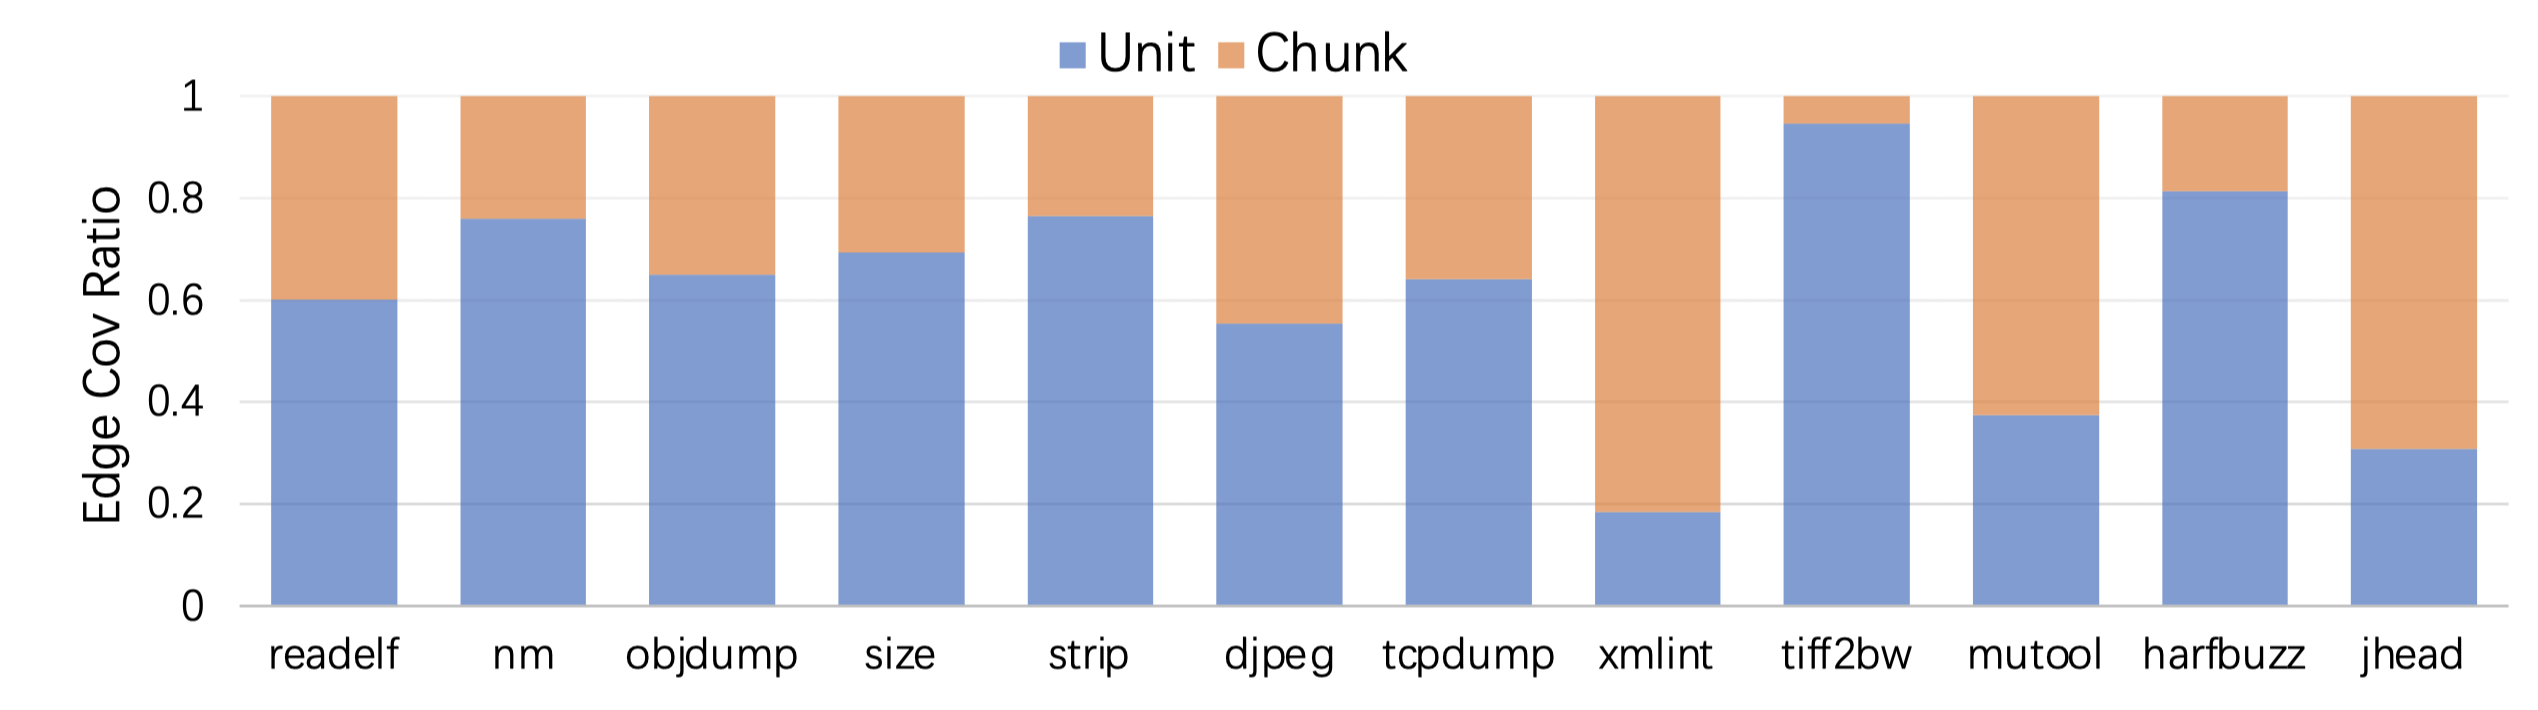 Unit Chunk
1
0.8
0.6
0.4
0.2
0
Edge Cov Ratio
readelf nm objdump size strip djpeg tcpdump xmlint tiff2bw mutool harfbuzz jhead